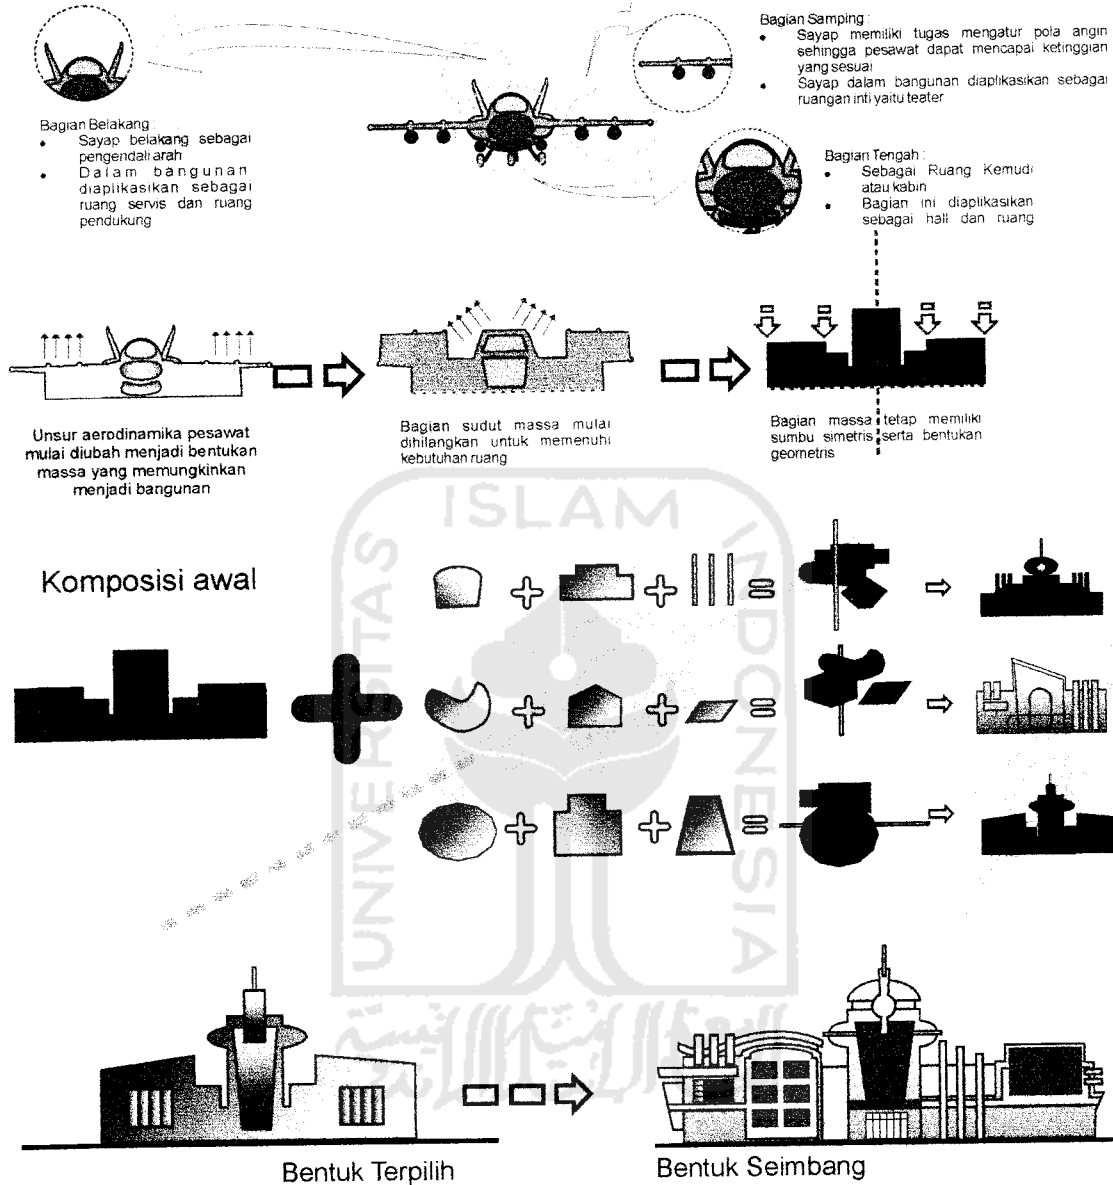 Bagian Belakang :
• Sayap belakang sebagai
pengendali arah
• Dalam bangunan
diaplikasikan sebagai
ruang servis dan ruang
pendukung
Bagian Samping :
• Sayap memiliki tugas mengatur pola angin
sehingga pesawat dapat mencapai ketinggian
yang sesuai
• Sayap dalam bangunan diaplikasikan sebagai
ruangan inti yaitu teater
Bagian Tengah :
• Sebagai Ruang Kemudi
atau kabin
• Bagian ini diaplikasikan
sebagai hall dan ruang
Unsur aerodinamika pesawat
mulai diubah menjadi bentukan
massa yang memungkinkan
menjadi bangunan
Bagian sudut massa mulai
dihilangkan untuk memenuhi
kebutuhan ruang
Bagian massa tetap memiliki
sumbu simetris serta bentukan
geometris
Komposisi awal
UNIVERSITAS
ISLAM
INDONESIA
Bentuk Terpilih
Bentuk Seimbang